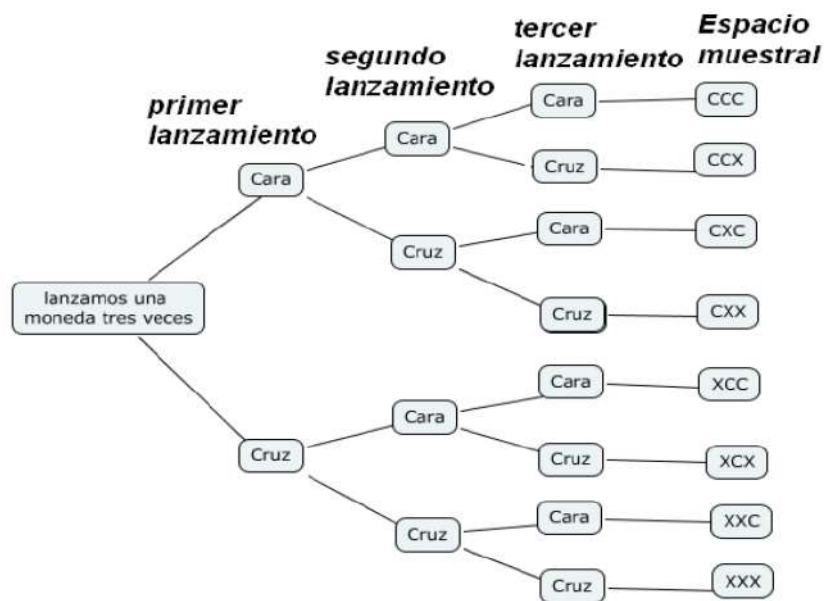 primer
lanzamiento
segundo
lanzamiento
tercer
lanzamiento
Espacio
muestral
lanzamos una
moneda tres veces
Cara
Cara
Cara
CCC
Cruz
CCX
Cruz
Cara
CXC
Cruz
CXX
Cruz
Cara
Cara
XCC
Cruz
XCX
Cruz
Cara
XXC
Cruz
XXX